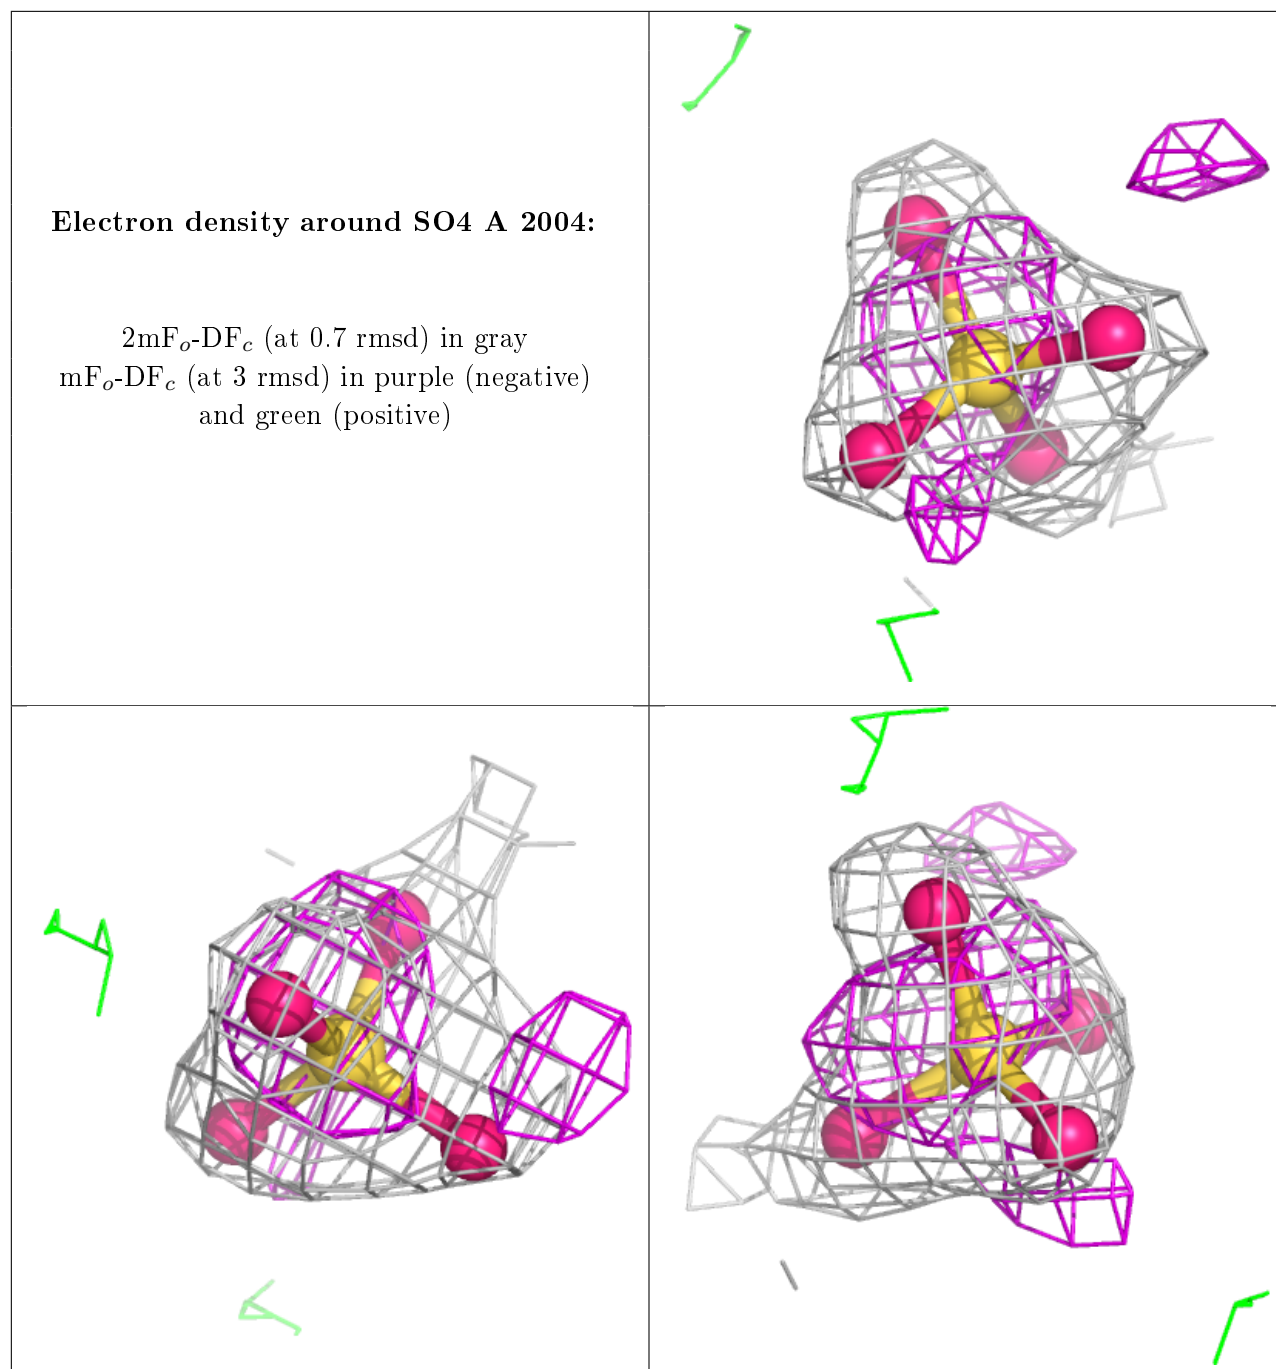 Electron density around SO4 A 2004:
2mFₒ-DF𝒸 (at 0.7 rmsd) in gray
mFₒ-DF𝒸 (at 3 rmsd) in purple (negative)
and green (positive)